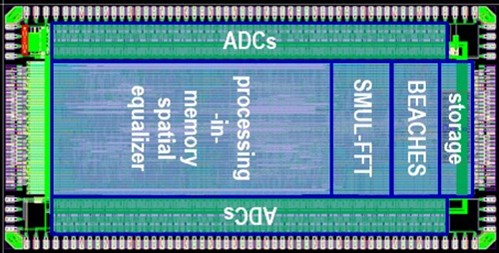 ADCs
processing
-in-
memory
spatial
equalizer
SMUL-FFT
BEACHES
storage
ADCs